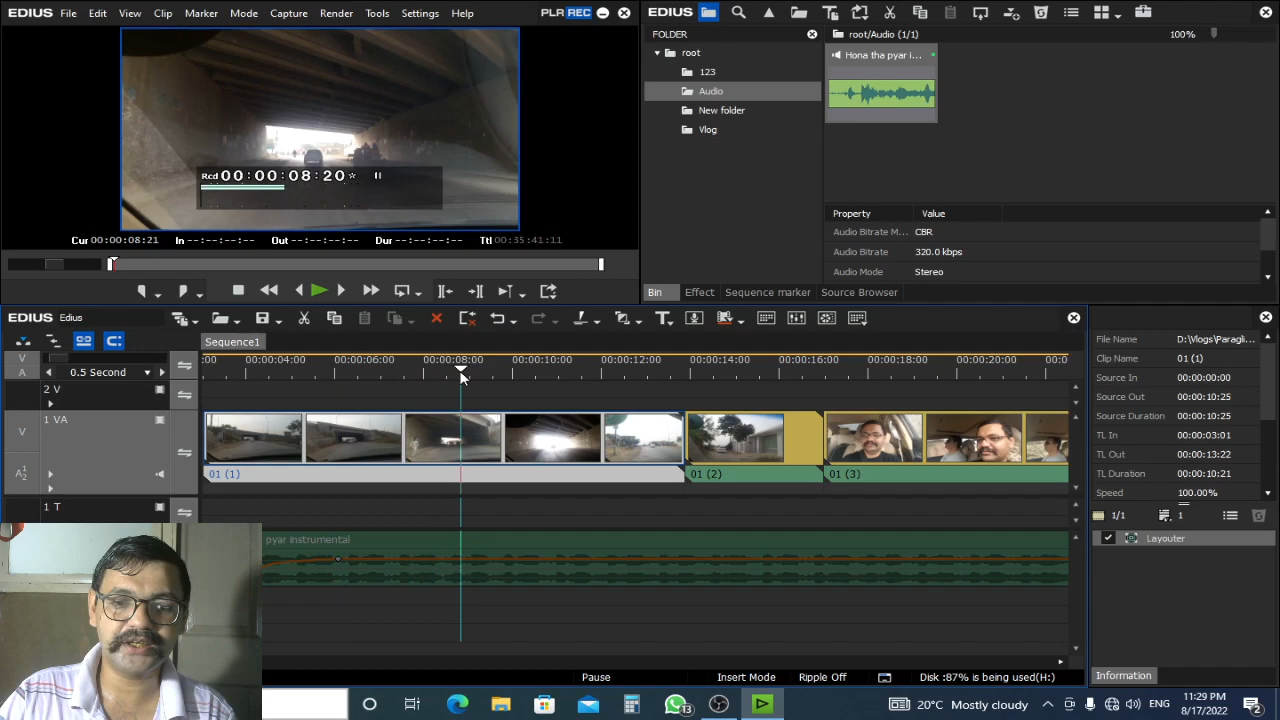 EDIUS File Edit View Clip Marker Mode Capture Render Tools Settings Help PLR REC
Rcd 00:00:08:20 *
Cur 00:00:08:21 In --:--:--:-- Out --:--:--:-- Dur --:--:--:-- Ttl 00:35:41:11
EDIUS
FOLDER
root
123
Audio
New folder
Vlog
root/Audio (1/1) 100%
Hona tha pyar i...
Property Value
Audio Bitrate M... CBR
Audio Bitrate 320.0 kbps
Audio Mode Stereo
Bin Effect Sequence marker Source Browser
EDIUS Edius
Sequence1
V
A
0.5 Second
:00 00:00:04:00 00:00:06:00 00:00:08:00 00:00:10:00 00:00:12:00 00:00:14:00 00:00:16:00 00:00:18:00 00:00:20:00 00:0
2 V
1 VA
V
A 1 2
01 (1) 01 (2) 01 (3)
1 T
pyar instrumental
File Name D:\Vlogs\Paragli...
Clip Name 01 (1)
Source In 00:00:00:00
Source Out 00:00:10:25
Source Duration 00:00:10:25
TL In 00:00:03:01
TL Out 00:00:13:22
TL Duration 00:00:10:21
Speed 100.00%
1/1 1
Layouter
Information
Pause Insert Mode Ripple Off Disk :87% is being used(H:)
13
20°C Mostly cloudy ENG 11:29 PM
8/17/2022
2